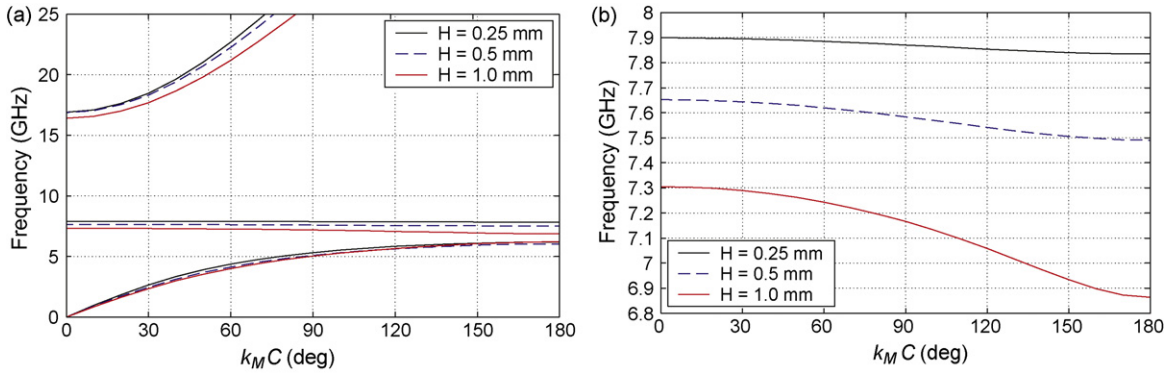 (a)
25
20
15
10
5
0
Frequency (GHz)
H = 0.25 mm
H = 0.5 mm
H = 1.0 mm
0 30 60 90 120 150 180
k_M C (deg)
(b)
8
7.9
7.8
7.7
7.6
7.5
7.4
7.3
7.2
7.1
7
6.9
6.8
Frequency (GHz)
H = 0.25 mm
H = 0.5 mm
H = 1.0 mm
0 30 60 90 120 150 180
k_M C (deg)